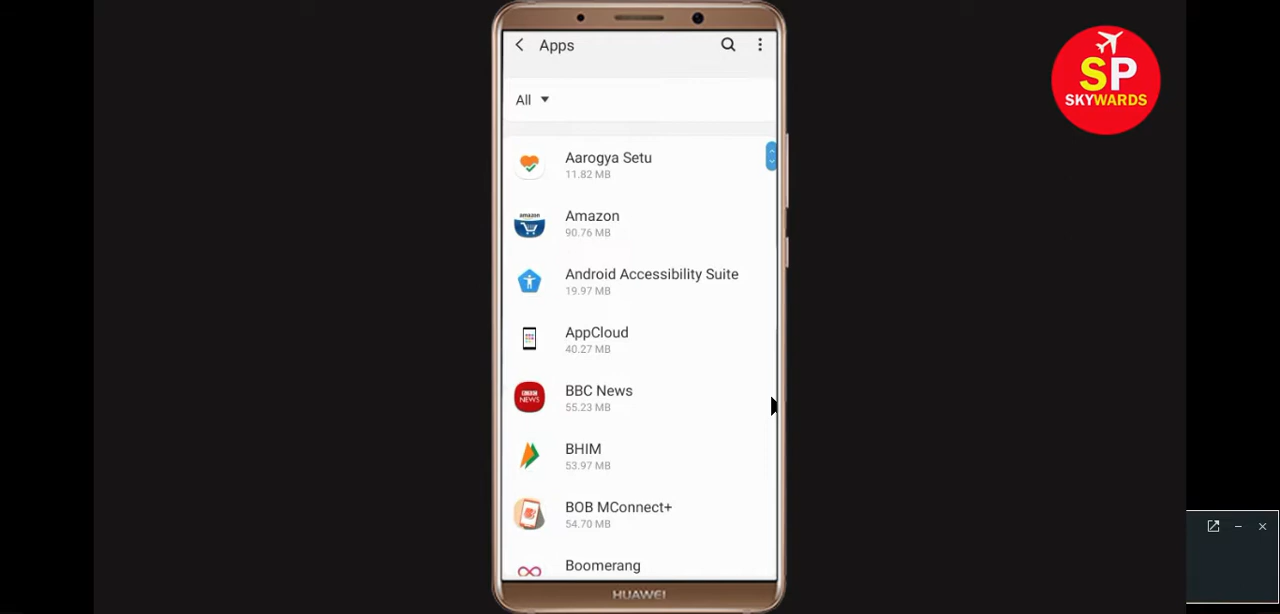 Apps
All
Aarogya Setu
11.82 MB
amazon
Amazon
90.76 MB
Android Accessibility Suite
19.97 MB
AppCloud
40.27 MB
NEWS
BBC News
55.23 MB
BHIM
53.97 MB
BOB MConnect+
54.70 MB
Boomerang
HUAWEI
SP
SKYWARDS